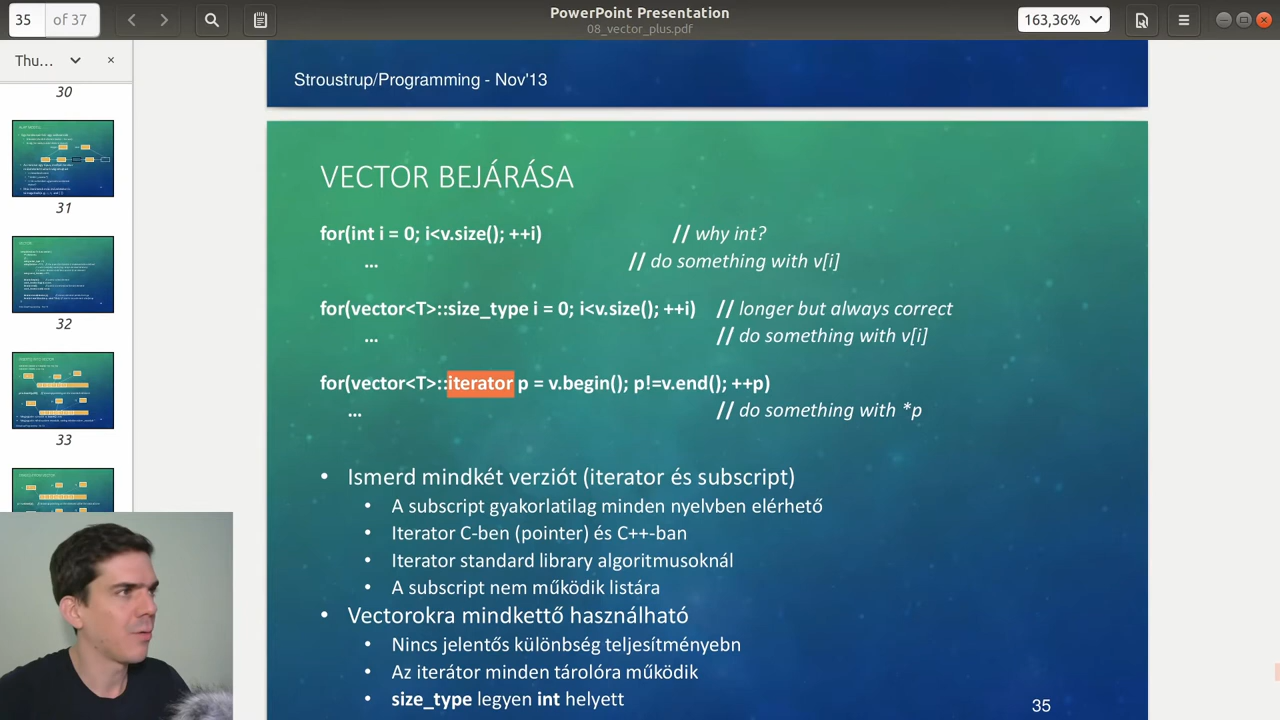 35 of 37
PowerPoint Presentation
08_vector_plus.pdf
163,36%
Thu...
30
31
32
33
Stroustrup/Programming - Nov'13
VECTOR BEJÁRÁSA
for(int i = 0; i<v.size(); ++i) // why int?
... // do something with v[i]
for(vector<T>::size_type i = 0; i<v.size(); ++i) // longer but always correct
... // do something with v[i]
for(vector<T>::iterator p = v.begin(); p!=v.end(); ++p)
... // do something with *p
• Ismerd mindkét verziót (iterator és subscript)
• A subscript gyakorlatilag minden nyelvben elérhető
• Iterator C-ben (pointer) és C++-ban
• Iterator standard library algoritmusoknál
• A subscript nem működik listára
• Vectorokra mindkettő használható
• Nincs jelentős különbség teljesítményebn
• Az iterátor minden tárolóra működik
• size_type legyen int helyett
35